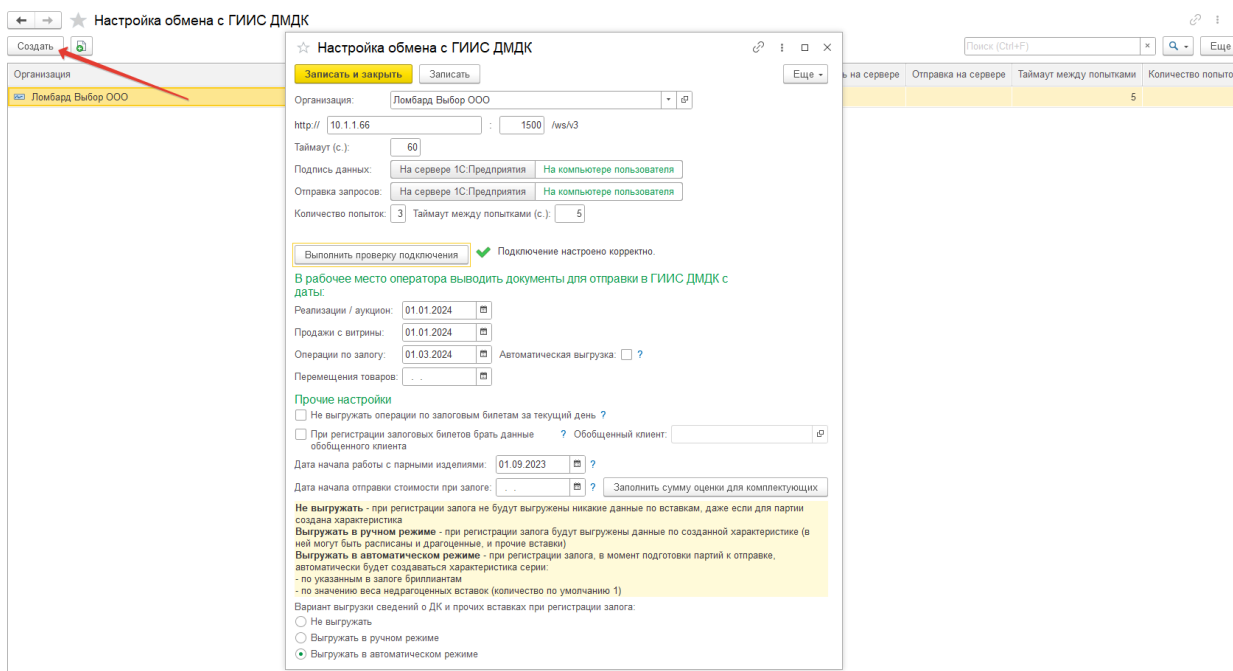 Настройка обмена с ГИИС ДМДК
Создать
Поиск (Ctrl+F)
Еще
Организация
ь на сервере Отправка на сервере Таймаут между попытками Количество попыто
Ломбард Выбор ООО
5
Настройка обмена с ГИИС ДМДК
Записать и закрыть Записать Еще
Организация: Ломбард Выбор ООО
http:// 10.1.1.66 : 1500 /ws/v3
Таймаут (с.): 60
Подпись данных: На сервере 1С:Предприятия На компьютере пользователя
Отправка запросов: На сервере 1С:Предприятия На компьютере пользователя
Количество попыток: 3 Таймаут между попытками (с.): 5
Выполнить проверку подключения Подключение настроено корректно.
В рабочее место оператора выводить документы для отправки в ГИИС ДМДК с
даты:
Реализации / аукцион: 01.01.2024
Продажи с витрины: 01.01.2024
Операции по залогу: 01.03.2024 Автоматическая выгрузка: ?
Перемещения товаров: . .
Прочие настройки
Не выгружать операции по залоговым билетам за текущий день ?
При регистрации залоговых билетов брать данные ? Обобщенный клиент:
обобщенного клиента
Дата начала работы с парными изделиями: 01.09.2023 ?
Дата начала отправки стоимости при залоге: . . ? Заполнить сумму оценки для комплектующих
Не выгружать - при регистрации залога не будут выгружены никакие данные по вставкам, даже если для партии
создана характеристика
Выгружать в ручном режиме - при регистрации залога будут выгружены данные по созданной характеристике (в
ней могут быть расписаны и драгоценные, и прочие вставки)
Выгружать в автоматическом режиме - при регистрации залога, в момент подготовки партий к отправке,
автоматически будет создаваться характеристика серии:
- по указанным в залоге бриллиантам
- по значению веса недрагоценных вставок (количество по умолчанию 1)
Вариант выгрузки сведений о ДК и прочих вставках при регистрации залога:
Не выгружать
Выгружать в ручном режиме
Выгружать в автоматическом режиме